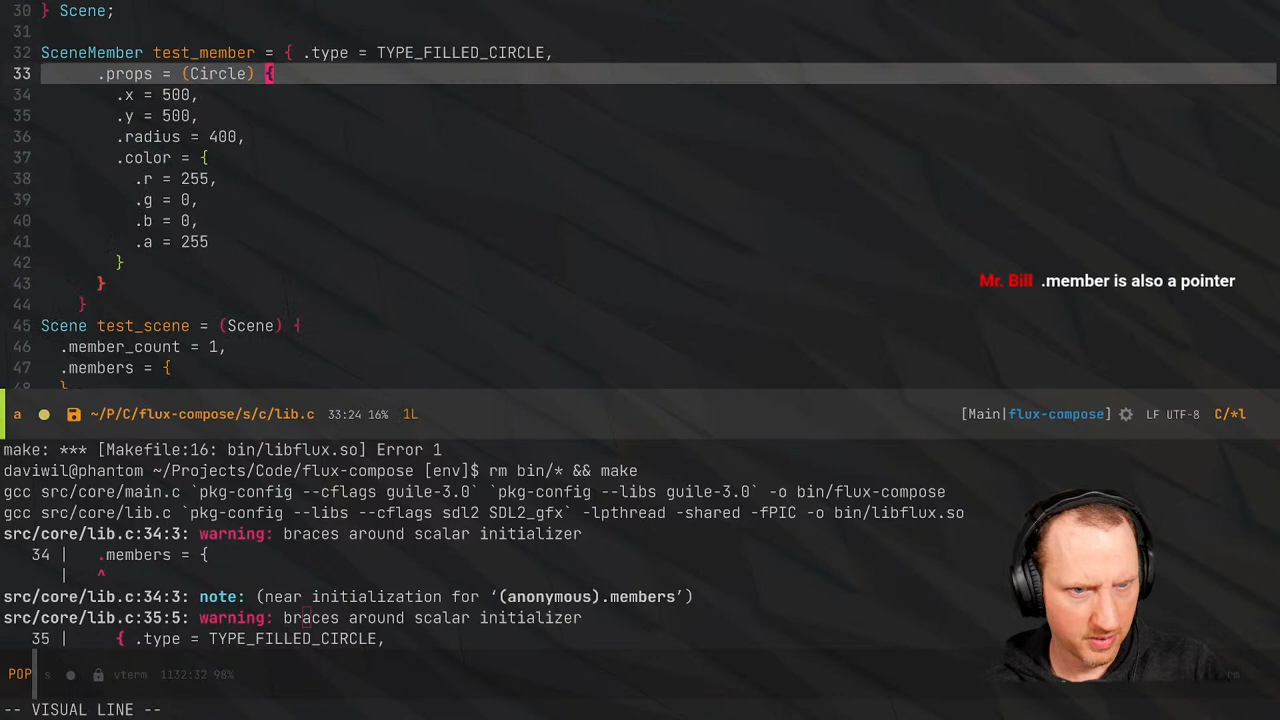 30 } Scene;
31
32 SceneMember test_member = { .type = TYPE_FILLED_CIRCLE,
33 .props = (Circle) {
34 .x = 500,
35 .y = 500,
36 .radius = 400,
37 .color = {
38 .r = 255,
39 .g = 0,
40 .b = 0,
41 .a = 255
42 }
43 }
44 }
45 Scene test_scene = (Scene) {
46 .member_count = 1,
47 .members = {
48 }
Mr. Bill .member is also a pointer
a ~/P/C/flux-compose/s/c/lib.c 33:24 16% 1L [Main|flux-compose] LF UTF-8 C/*l
make: *** [Makefile:16: bin/libflux.so] Error 1
daviwil@phantom ~/Projects/Code/flux-compose [env]$ rm bin/* && make
gcc src/core/main.c `pkg-config --cflags guile-3.0` `pkg-config --libs guile-3.0` -o bin/flux-compose
gcc src/core/lib.c `pkg-config --libs --cflags sdl2 SDL2_gfx` -lpthread -shared -fPIC -o bin/libflux.so
src/core/lib.c:34:3: warning: braces around scalar initializer
34 | .members = {
| ^
src/core/lib.c:34:3: note: (near initialization for ‘(anonymous).members’)
src/core/lib.c:35:5: warning: braces around scalar initializer
35 | { .type = TYPE_FILLED_CIRCLE,
POP s vterm 1132:32 98% rm
-- VISUAL LINE --